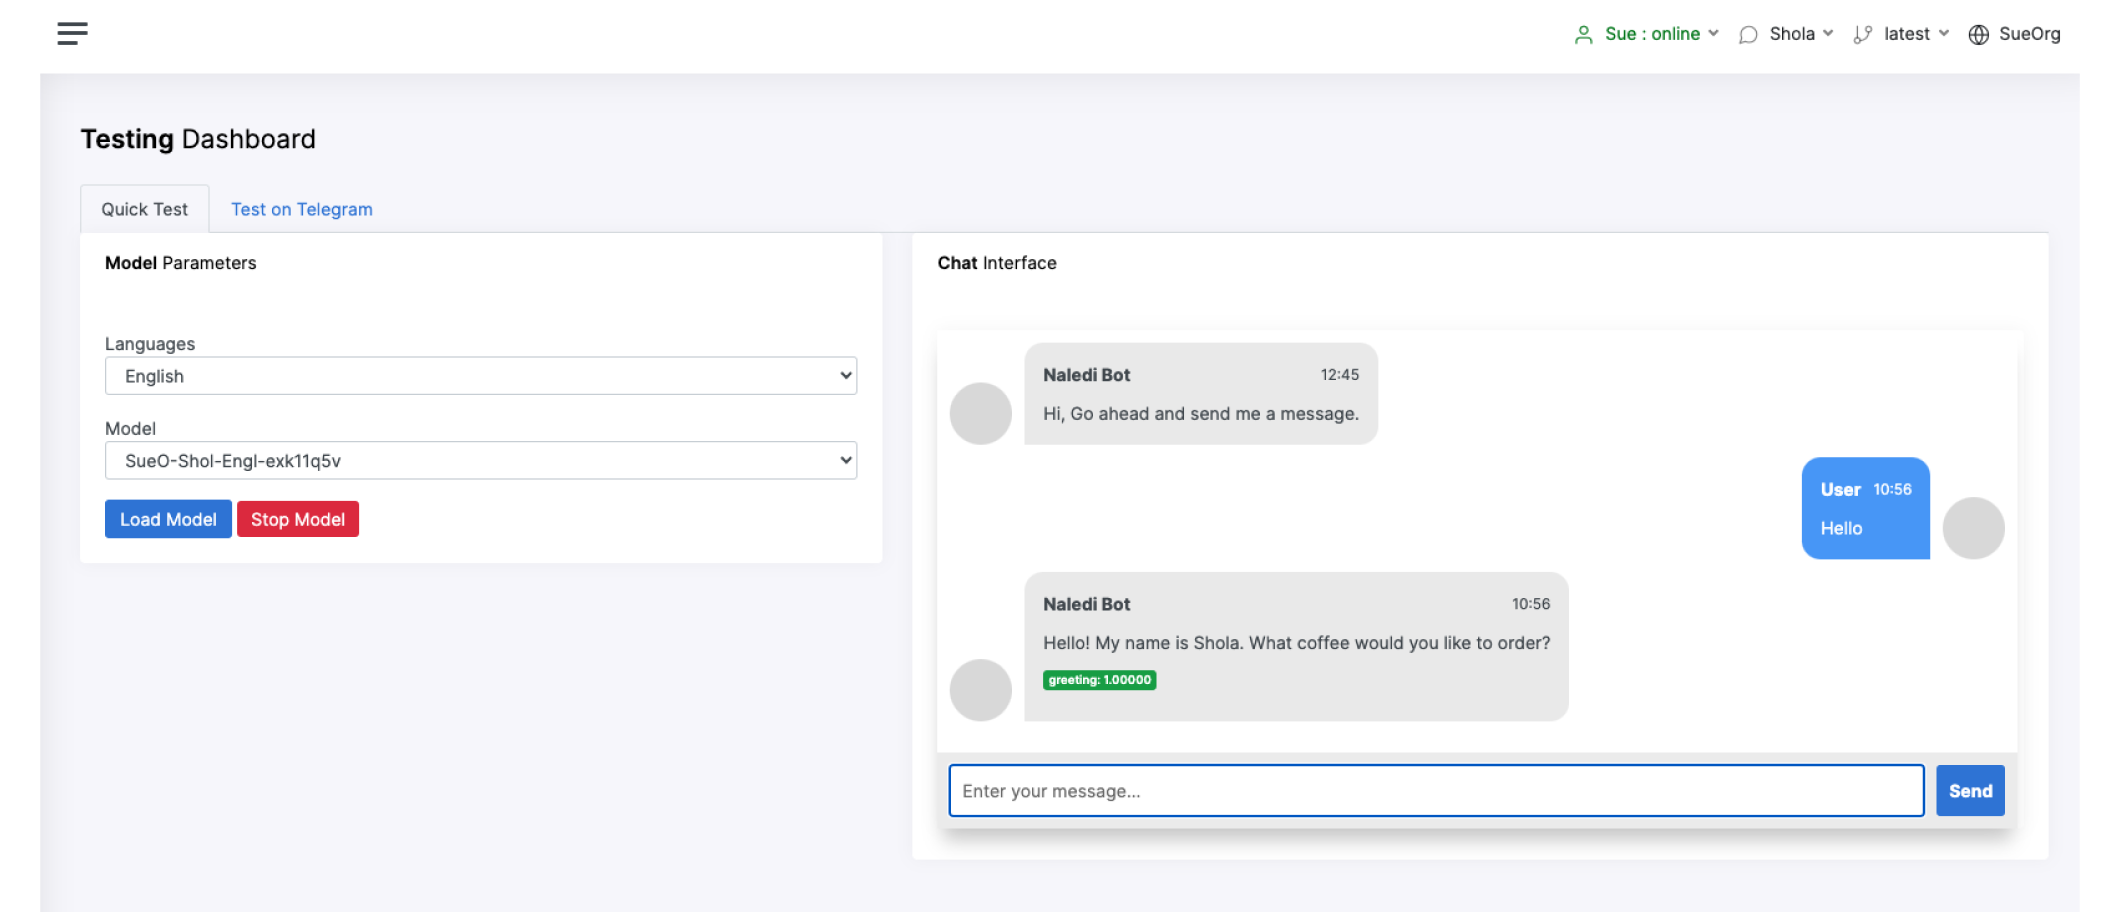 Sue : online
Shola
latest
SueOrg
Testing Dashboard
Quick Test
Test on Telegram
Model Parameters
Languages
English
Model
SueO-Shol-Engl-exk11q5v
Load Model
Stop Model
Chat Interface
Naledi Bot 12:45
Hi, Go ahead and send me a message.
User 10:56
Hello
Naledi Bot 10:56
Hello! My name is Shola. What coffee would you like to order?
greeting: 1.00000
Enter your message...
Send